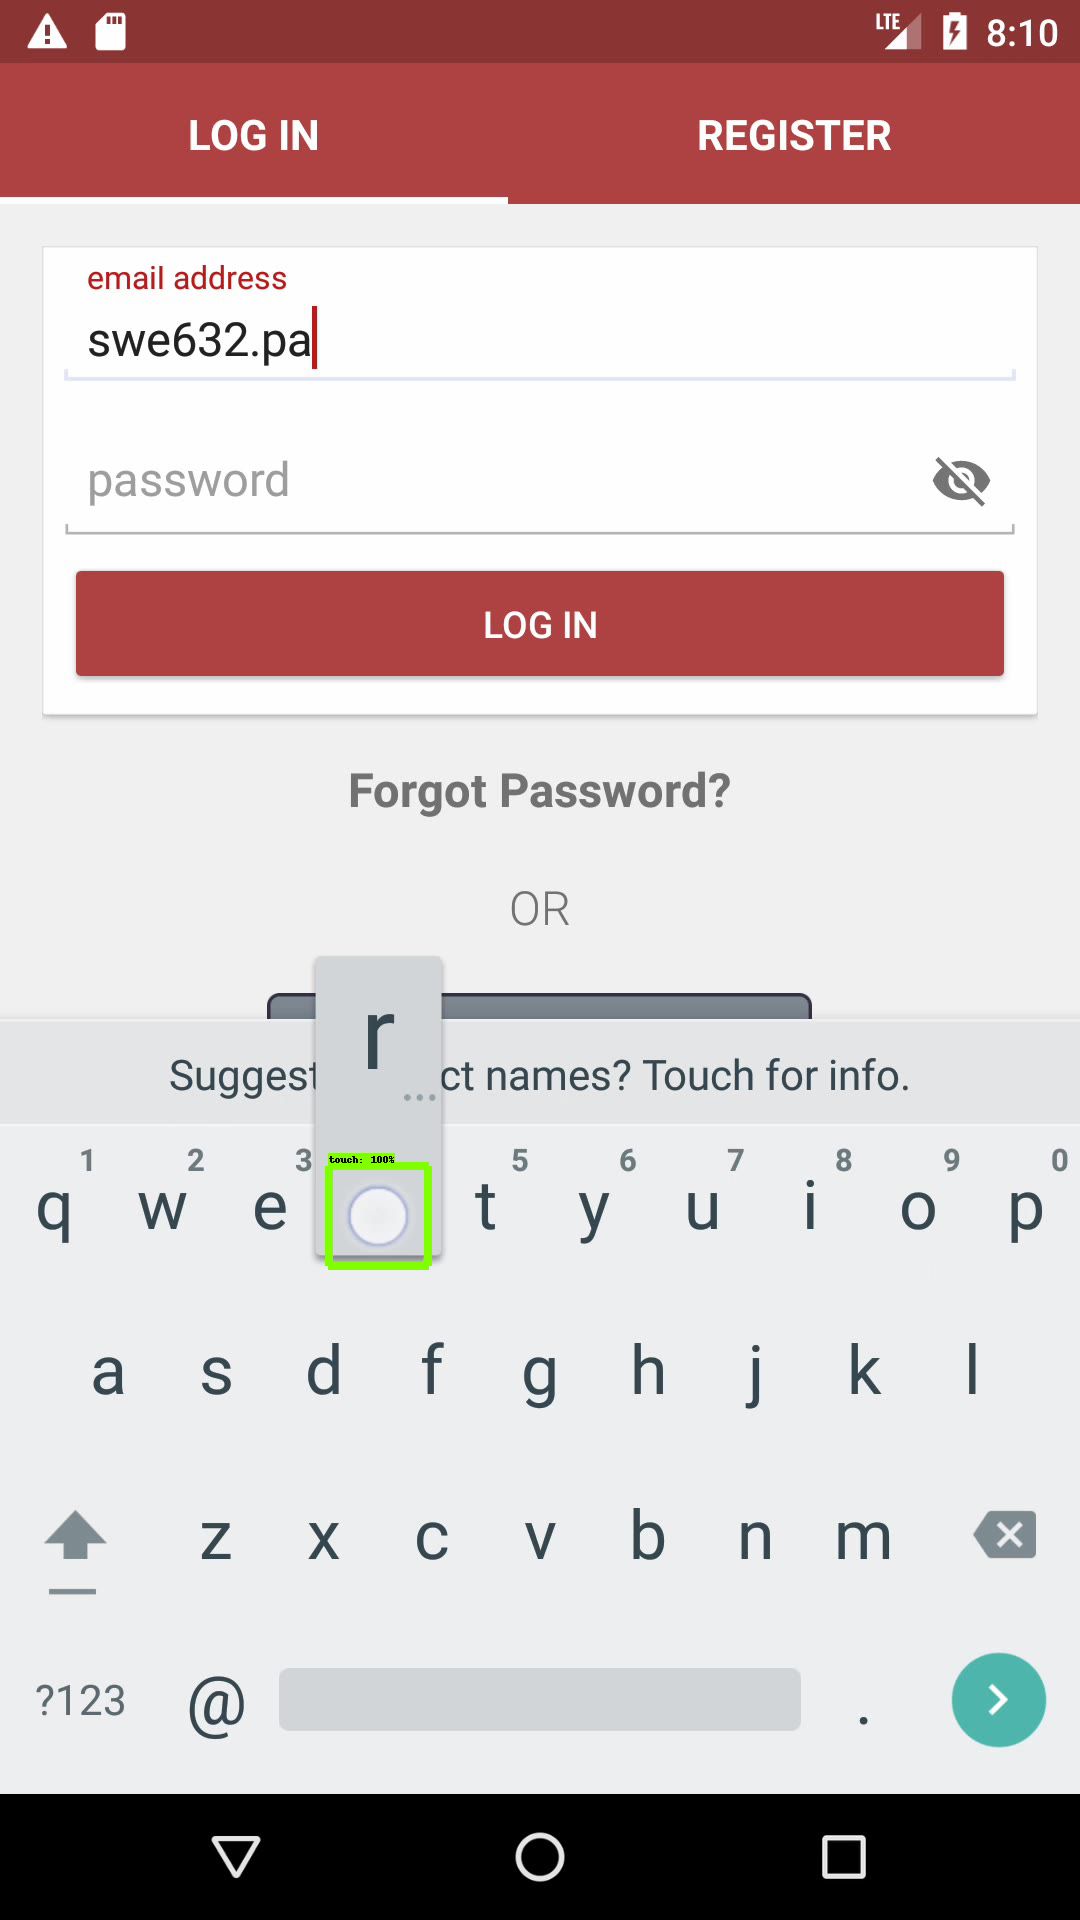 LTE 8:10
LOG IN REGISTER
email address
swe632.pa
password
LOG IN
Forgot Password?
OR
r
...
Suggest ct names? Touch for info.
touch: 100%
1 2 3 5 6 7 8 9 0
q w e t y u i o p
a s d f g h j k l
z x c v b n m
?123 @ .